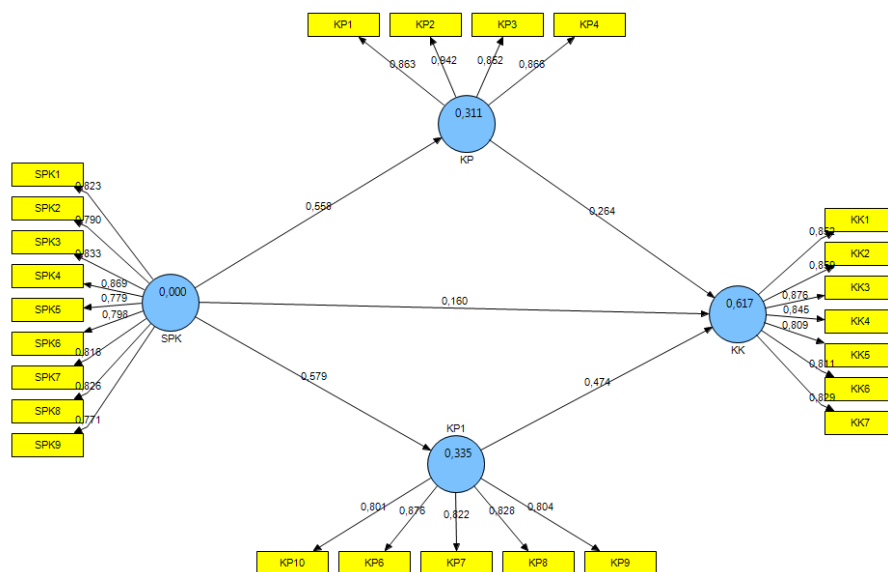 KP1 KP2 KP3 KP4
0,863 0,942 0,852 0,866
0,311
KP
SPK1
0,823
SPK2
0,790
SPK3
0,833
SPK4
0,869
SPK5
0,779
SPK6
0,798
SPK7
0,818
SPK8
0,826
SPK9
0,771
0,000
SPK
0,558
0,264
0,160
0,579
0,474
0,617
KK
KK1
0,852
KK2
0,859
KK3
0,876
KK4
0,845
KK5
0,809
KK6
0,811
KK7
0,829
KP1
0,335
0,801 0,876 0,822 0,828 0,804
KP10 KP6 KP7 KP8 KP9